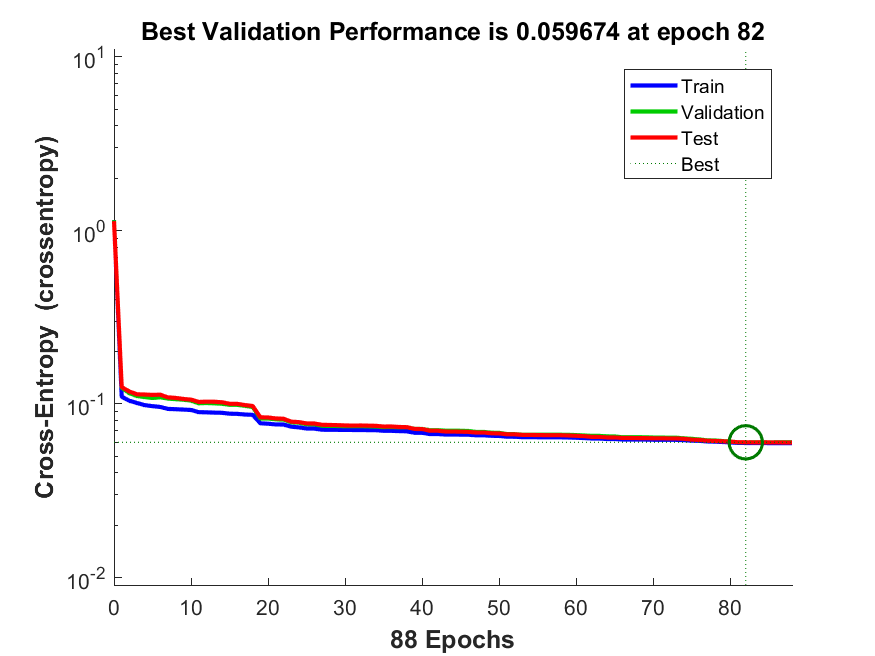 Best Validation Performance is 0.059674 at epoch 82
10^1
10^0
10^-1
10^-2
Cross-Entropy (crossentropy)
Train
Validation
Test
Best
0 10 20 30 40 50 60 70 80
88 Epochs